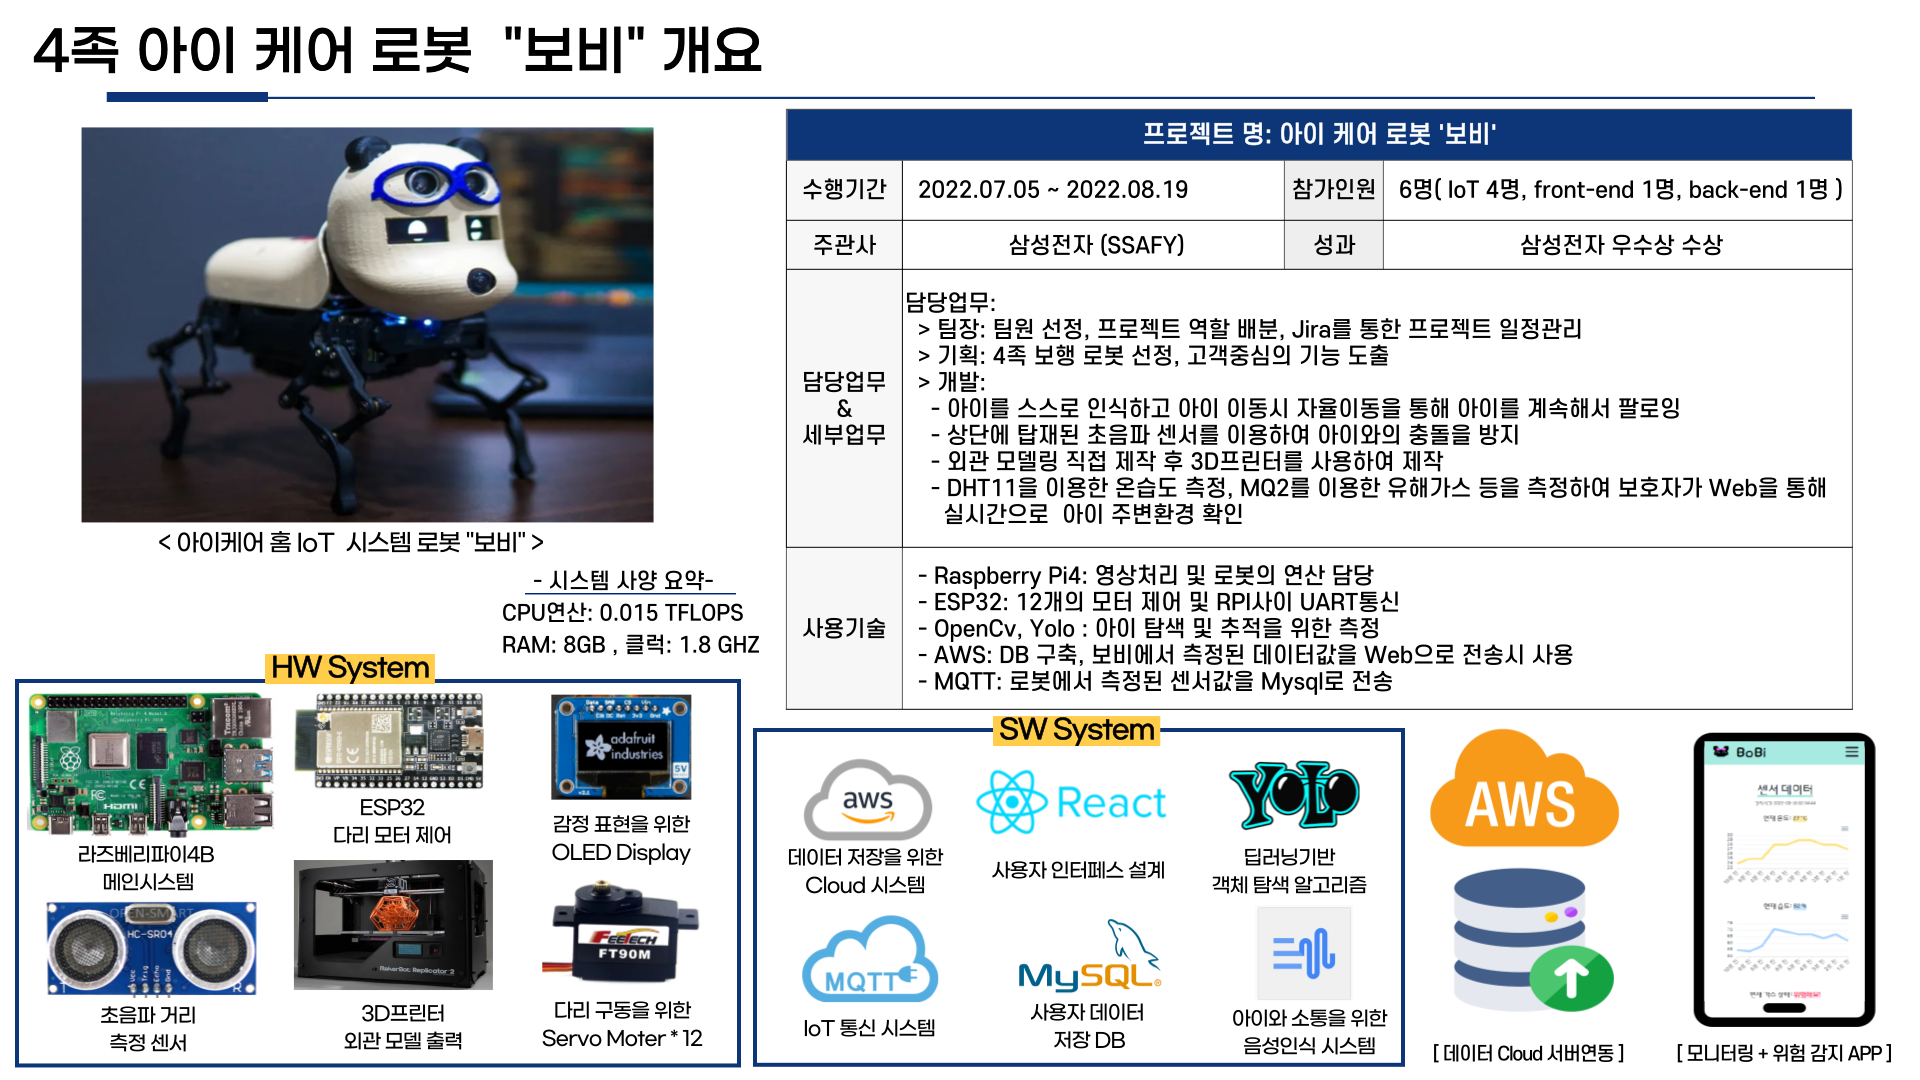 4족 아이 케어 로봇 "보비" 개요
< 아이케어 홈 IoT 시스템 로봇 "보비" >
- 시스템 사양 요약-
CPU연산: 0.015 TFLOPS
RAM: 8GB , 클럭: 1.8 GHZ
프로젝트 명: 아이 케어 로봇 '보비'
수행기간 2022.07.05 ~ 2022.08.19 참가인원 6명( IoT 4명, front-end 1명, back-end 1명 )
주관사 삼성전자 (SSAFY) 성과 삼성전자 우수상 수상
담당업무
&
세부업무
담당업무:
> 팀장: 팀원 선정, 프로젝트 역할 배분, Jira를 통한 프로젝트 일정관리
> 기획: 4족 보행 로봇 선정, 고객중심의 기능 도출
> 개발:
- 아이를 스스로 인식하고 아이 이동시 자율이동을 통해 아이를 계속해서 팔로잉
- 상단에 탑재된 초음파 센서를 이용하여 아이와의 충돌을 방지
- 외관 모델링 직접 제작 후 3D프린터를 사용하여 제작
- DHT11을 이용한 온습도 측정, MQ2를 이용한 유해가스 등을 측정하여 보호자가 Web을 통해
실시간으로 아이 주변환경 확인
사용기술
- Raspberry Pi4: 영상처리 및 로봇의 연산 담당
- ESP32: 12개의 모터 제어 및 RPI사이 UART통신
- OpenCv, Yolo : 아이 탐색 및 추적을 위한 측정
- AWS: DB 구축, 보비에서 측정된 데이터값을 Web으로 전송시 사용
- MQTT: 로봇에서 측정된 센서값을 Mysql로 전송
HW System
HDMI
라즈베리파이4B
메인시스템
ESP32
다리 모터 제어
adafruit
industries
5V
감정 표현을 위한
OLED Display
OPEN-SMART
HC-SR04
Vcc
Trig
Echo
Gnd
T
R
초음파 거리
측정 센서
MakerBot Replicator 2
3D프린터
외관 모델 출력
FEETECH
FT90M
다리 구동을 위한
Servo Moter * 12
SW System
aws
데이터 저장을 위한
Cloud 시스템
React
사용자 인터페스 설계
YOLO
딥러닝기반
객체 탐색 알고리즘
MQTT
IoT 통신 시스템
MySQL
사용자 데이터
저장 DB
아이와 소통을 위한
음성인식 시스템
AWS
[ 데이터 Cloud 서버연동 ]
BoBi
센서 데이터
현재 온도: 27°C
현재 습도: 52%
[ 모니터링 + 위험 감지 APP ]